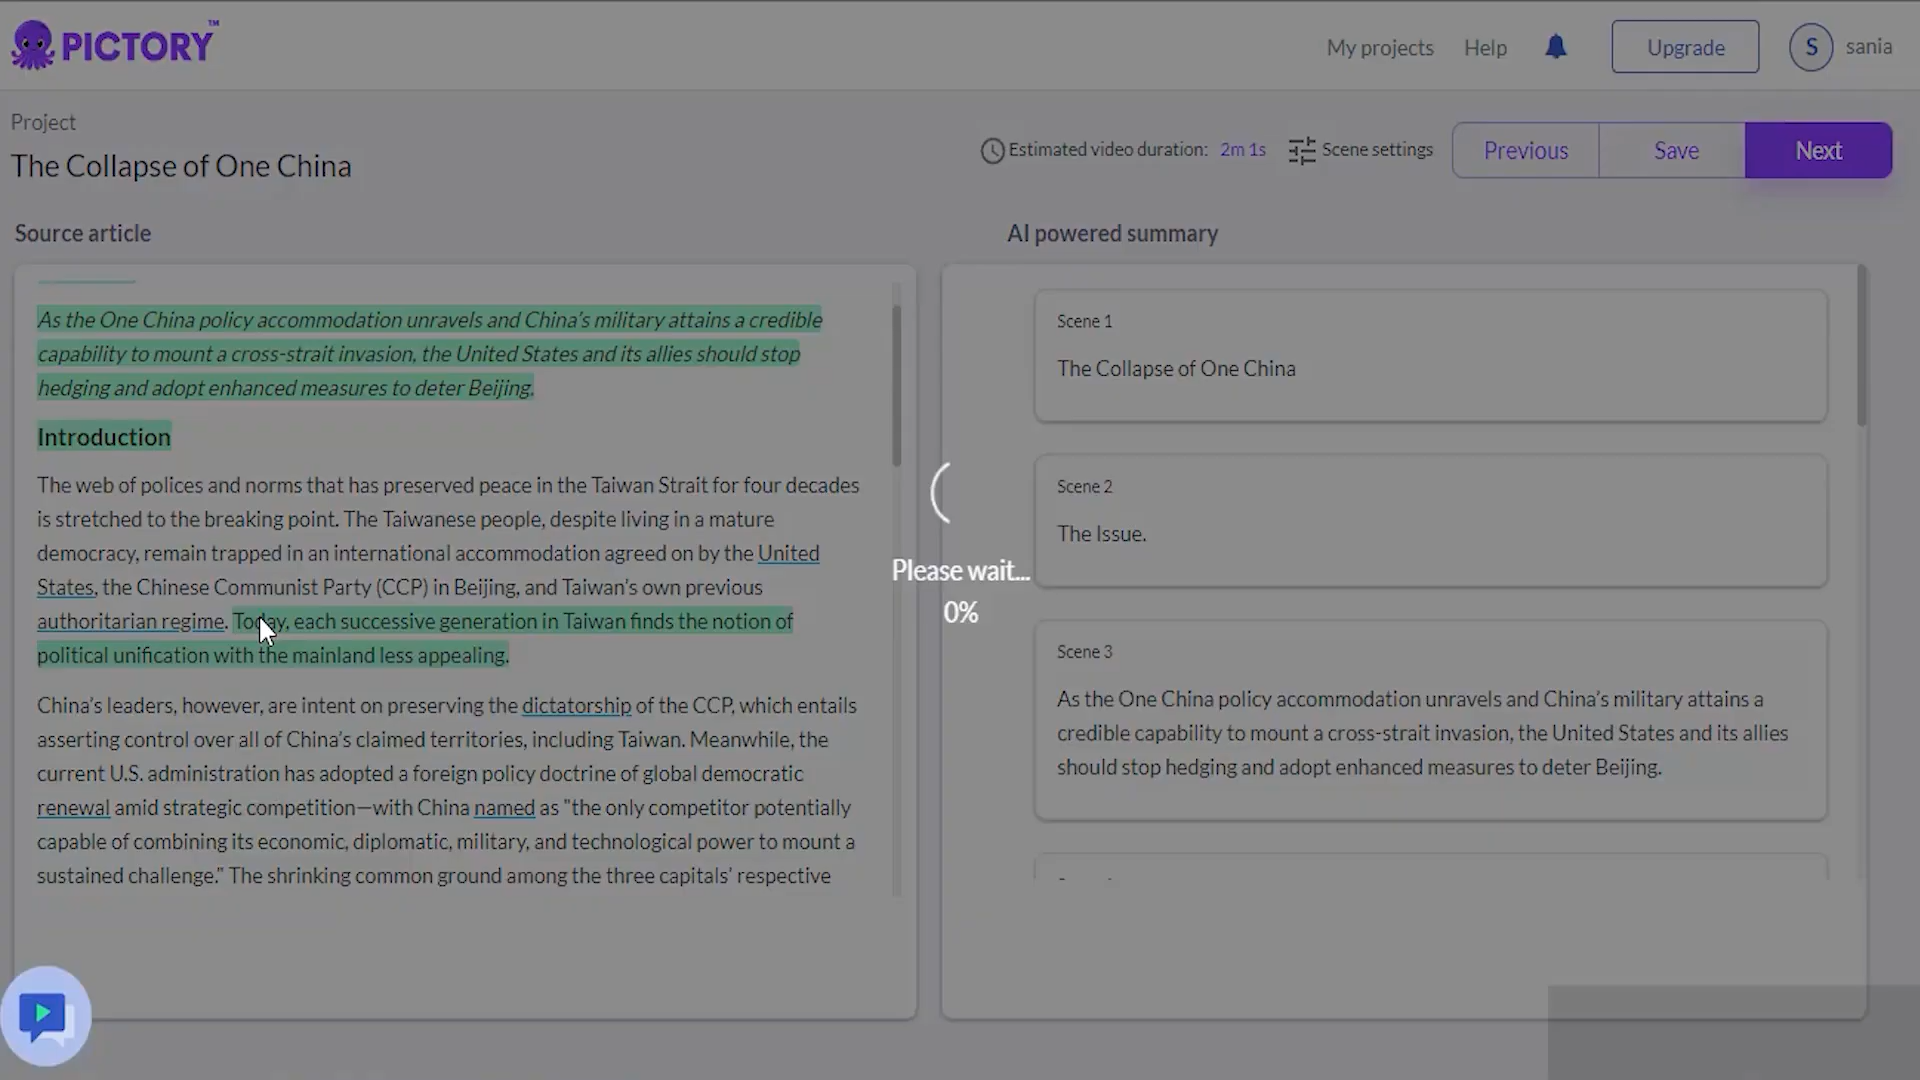 PICTORY™
My projects
Help
Upgrade
S
sania
Project
The Collapse of One China
Estimated video duration: 2m 1s
Scene settings
Previous
Save
Next
Source article
As the One China policy accommodation unravels and China's military attains a credible
capability to mount a cross-strait invasion, the United States and its allies should stop
hedging and adopt enhanced measures to deter Beijing.
Introduction
The web of polices and norms that has preserved peace in the Taiwan Strait for four decades
is stretched to the breaking point. The Taiwanese people, despite living in a mature
democracy, remain trapped in an international accommodation agreed on by the United
States, the Chinese Communist Party (CCP) in Beijing, and Taiwan's own previous
authoritarian regime. Today, each successive generation in Taiwan finds the notion of
political unification with the mainland less appealing.
China's leaders, however, are intent on preserving the dictatorship of the CCP, which entails
asserting control over all of China's claimed territories, including Taiwan. Meanwhile, the
current U.S. administration has adopted a foreign policy doctrine of global democratic
renewal amid strategic competition—with China named as "the only competitor potentially
capable of combining its economic, diplomatic, military, and technological power to mount a
sustained challenge." The shrinking common ground among the three capitals' respective
Please wait...
0%
AI powered summary
Scene 1
The Collapse of One China
Scene 2
The Issue.
Scene 3
As the One China policy accommodation unravels and China's military attains a
credible capability to mount a cross-strait invasion, the United States and its allies
should stop hedging and adopt enhanced measures to deter Beijing.